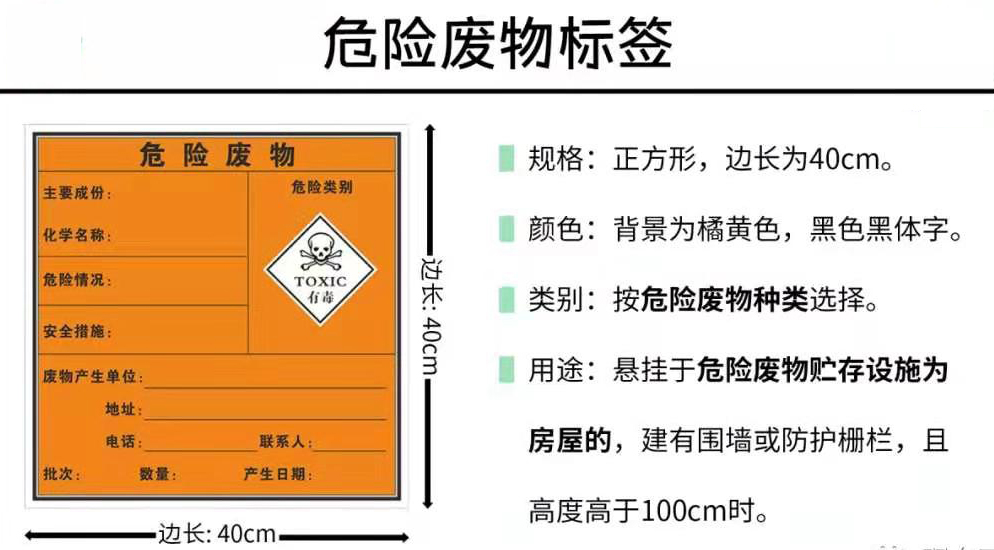 危险废物标签
危险废物
主要成份：
危险类别
化学名称：
TOXIC
有毒
危险情况：
安全措施：
废物产生单位：
地址：
电话： 联系人：
批次： 数量： 产生日期：
边长: 40cm
边长: 40cm
规格：正方形，边长为40cm。
颜色：背景为橘黄色，黑色黑体字。
类别：按危险废物种类选择。
用途：悬挂于危险废物贮存设施为
房屋的，建有围墙或防护栅栏，且
高度高于100cm时。